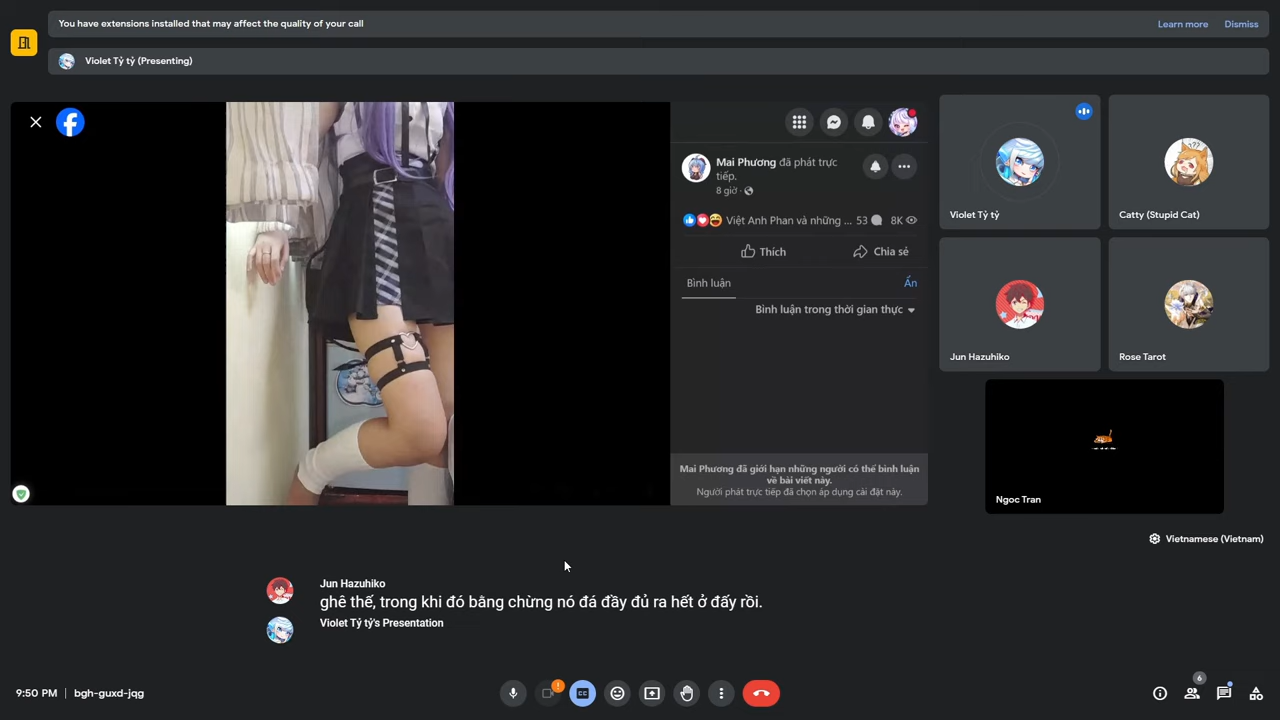 You have extensions installed that may affect the quality of your call
Learn more
Dismiss
Violet Tỷ tỷ (Presenting)
Mai Phương đã phát trực
tiếp.
8 giờ ·
Việt Anh Phan và những ... 53 8K
Thích
Chia sẻ
Bình luận
Ẩn
Bình luận trong thời gian thực
Mai Phương đã giới hạn những người có thể bình luận
về bài viết này.
Người phát trực tiếp đã chọn áp dụng cài đặt này.
Violet Tỷ tỷ
Catty (Stupid Cat)
Jun Hazuhiko
Rose Tarot
Ngoc Tran
Vietnamese (Vietnam)
Jun Hazuhiko
ghê thế, trong khi đó bằng chừng nó đá đầy đủ ra hết ở đấy rồi.
Violet Tỷ tỷ's Presentation
9:50 PM | bgh-guxd-jqg
CC
6